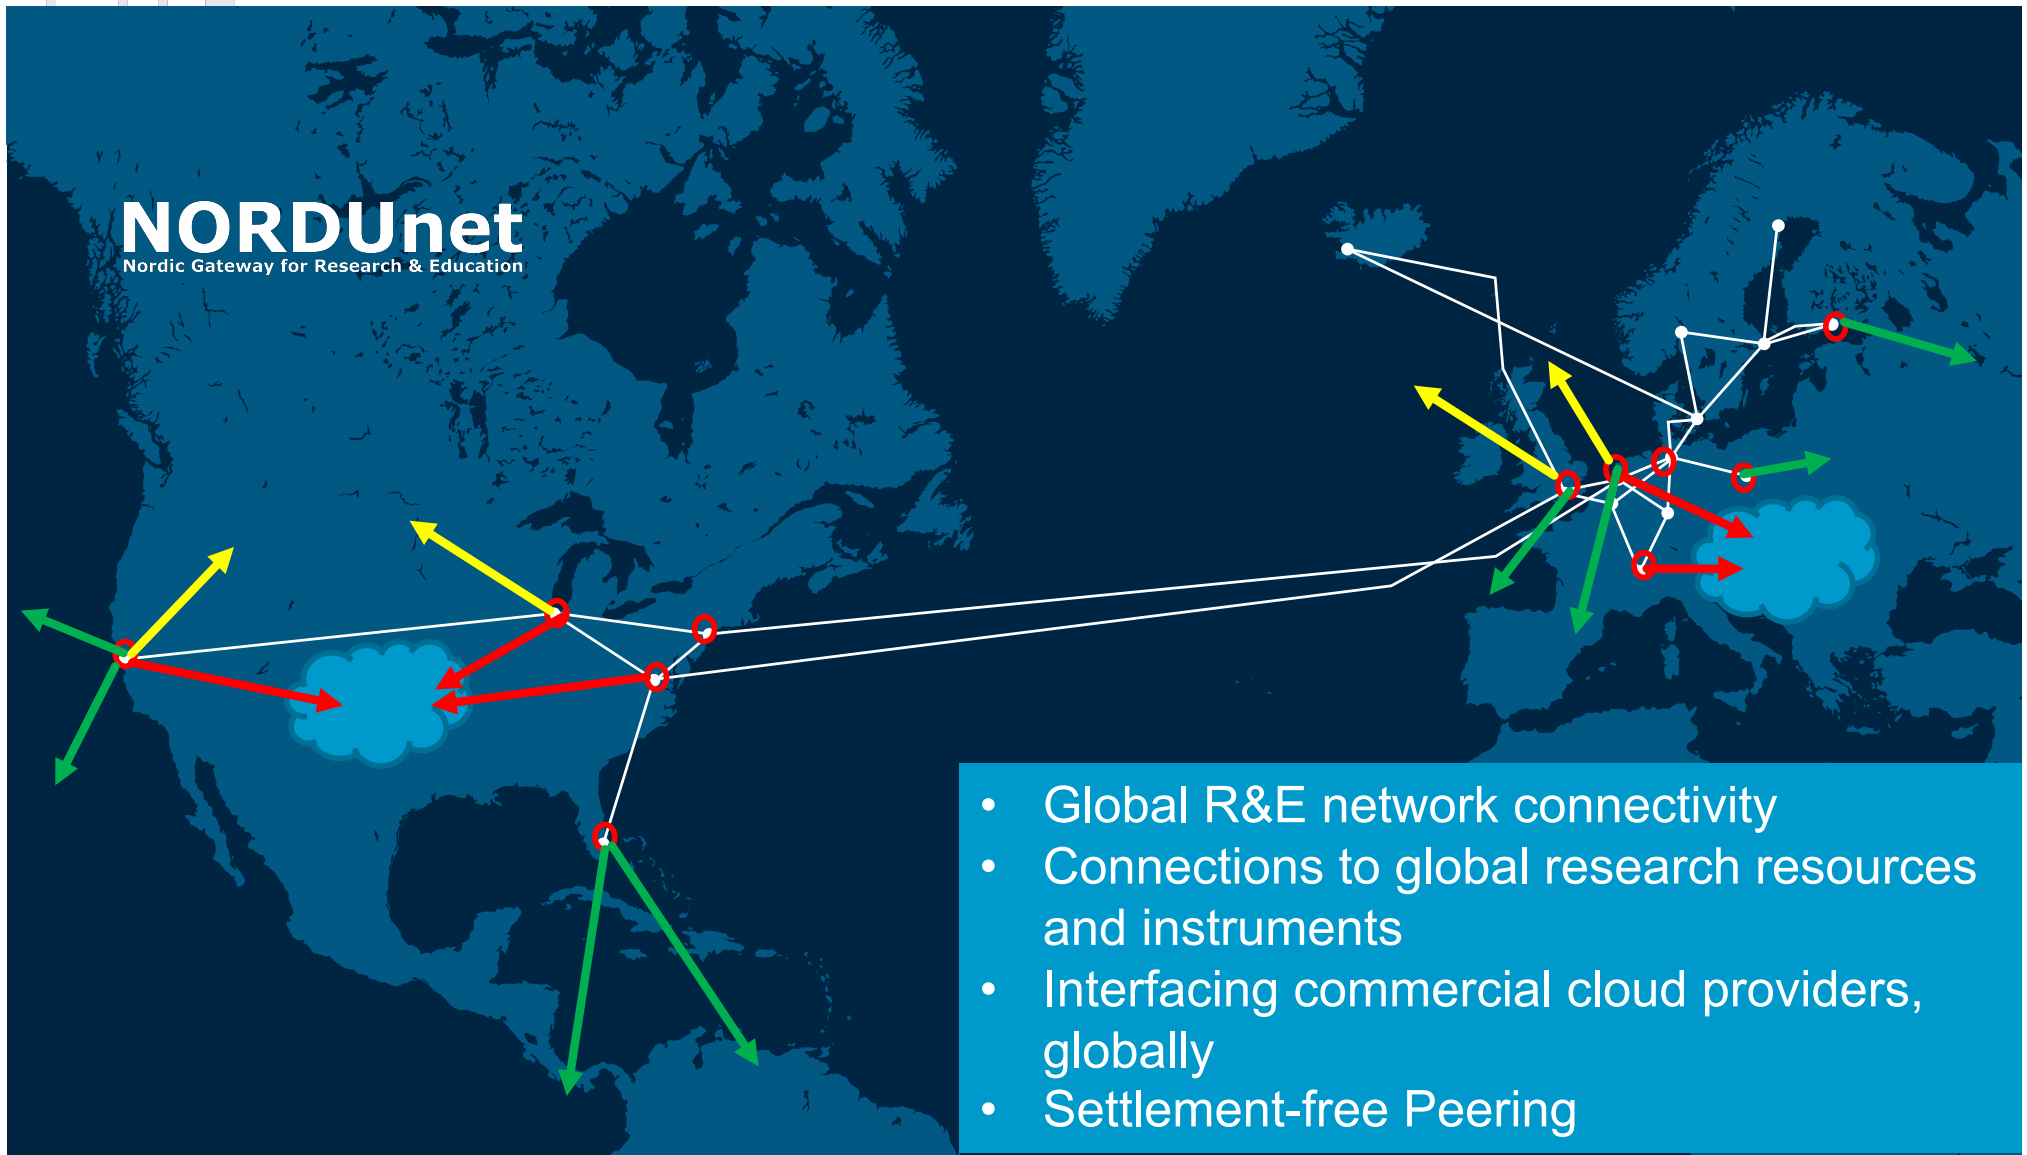 NORDUnet
Nordic Gateway for Research & Education
• Global R&E network connectivity
• Connections to global research resources
and instruments
• Interfacing commercial cloud providers,
globally
• Settlement-free Peering